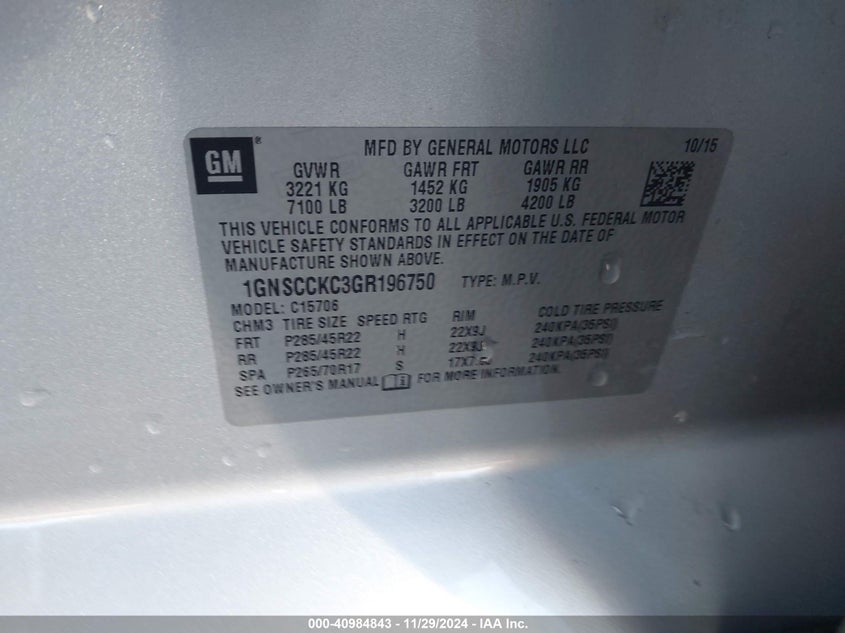 GM®
MFD BY GENERAL MOTORS LLC 10/15
GVWR GAWR FRT GAWR RR
3221 KG 1452 KG 1905 KG
7100 LB 3200 LB 4200 LB
THIS VEHICLE CONFORMS TO ALL APPLICABLE U.S. FEDERAL MOTOR
VEHICLE SAFETY STANDARDS IN EFFECT ON THE DATE OF
MANUFACTURE SHOWN ABOVE.
1GNSCCKC3GR196750 TYPE: M.P.V.
MODEL: C15706
CHM3 TIRE SIZE SPEED RTG RIM COLD TIRE PRESSURE
FRT P285/45R22 H 22X9J 240KPA(35PSI)
RR P285/45R22 H 22X9J 240KPA(35PSI)
SPA P265/70R17 S 240KPA(35PSI)
SEE OWNER'S MANUAL FOR MORE INFORMATION.
000-40984843 - 11/29/2024 - IAA Inc.